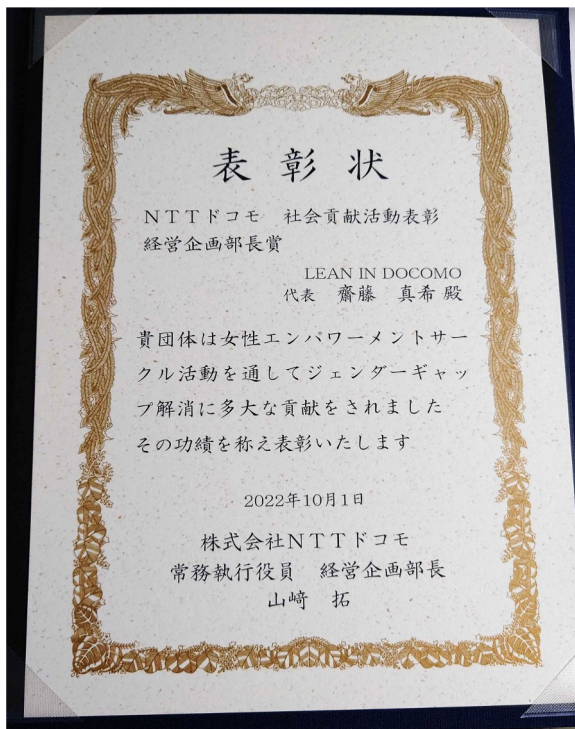 表彰状
NTTドコモ 社会貢献活動表彰
経営企画部長賞
LEAN IN DOCOMO
代表 齋藤 真希 殿
貴団体は女性エンパワーメントサー
クル活動を通してジェンダーギャッ
プ解消に多大な貢献をされました
その功績を称え表彰いたします
2022年10月1日
株式会社NTTドコモ
常務執行役員 経営企画部長
山﨑 拓